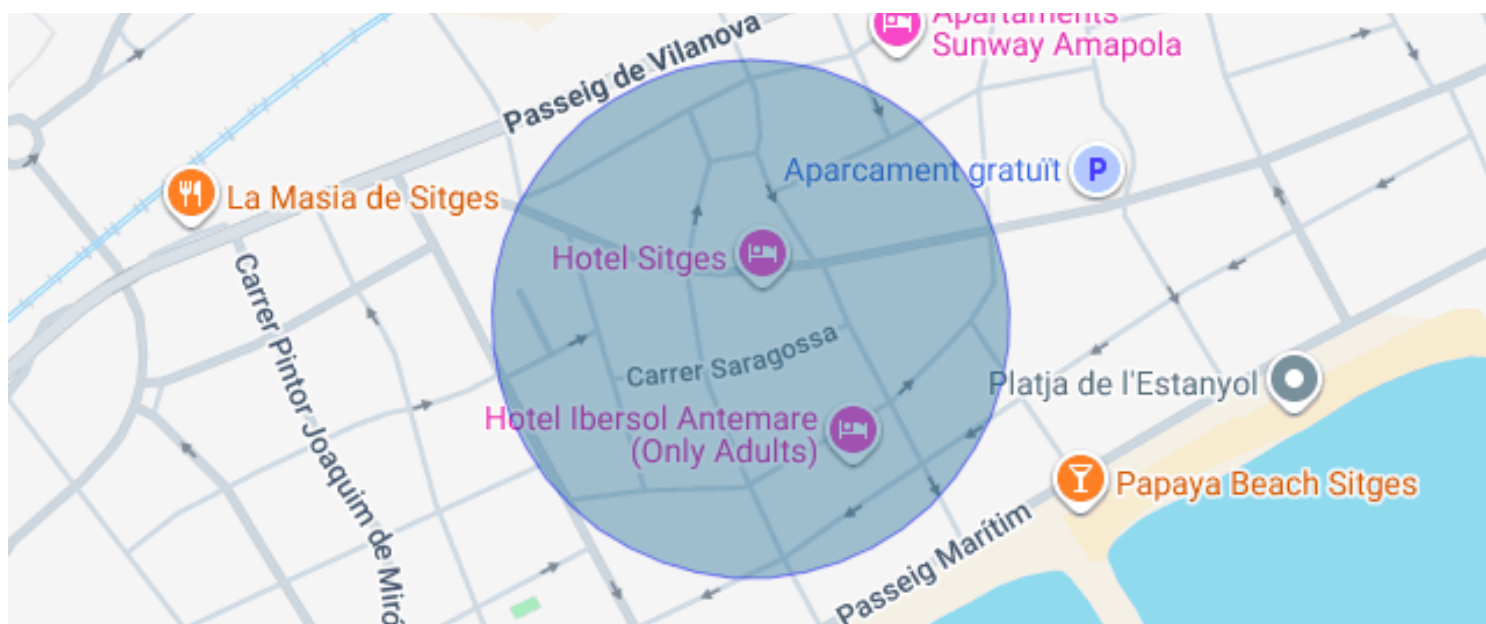 Apartaments
Sunway Amapola
Passeig de Vilanova
Aparcament gratuït
P
La Masia de Sitges
Hotel Sitges
Carrer Pintor Joaquim de Miró
Carrer Saragossa
Platja de l'Estanyol
Hotel Ibersol Antemare
(Only Adults)
Papaya Beach Sitges
Passeig Marítim